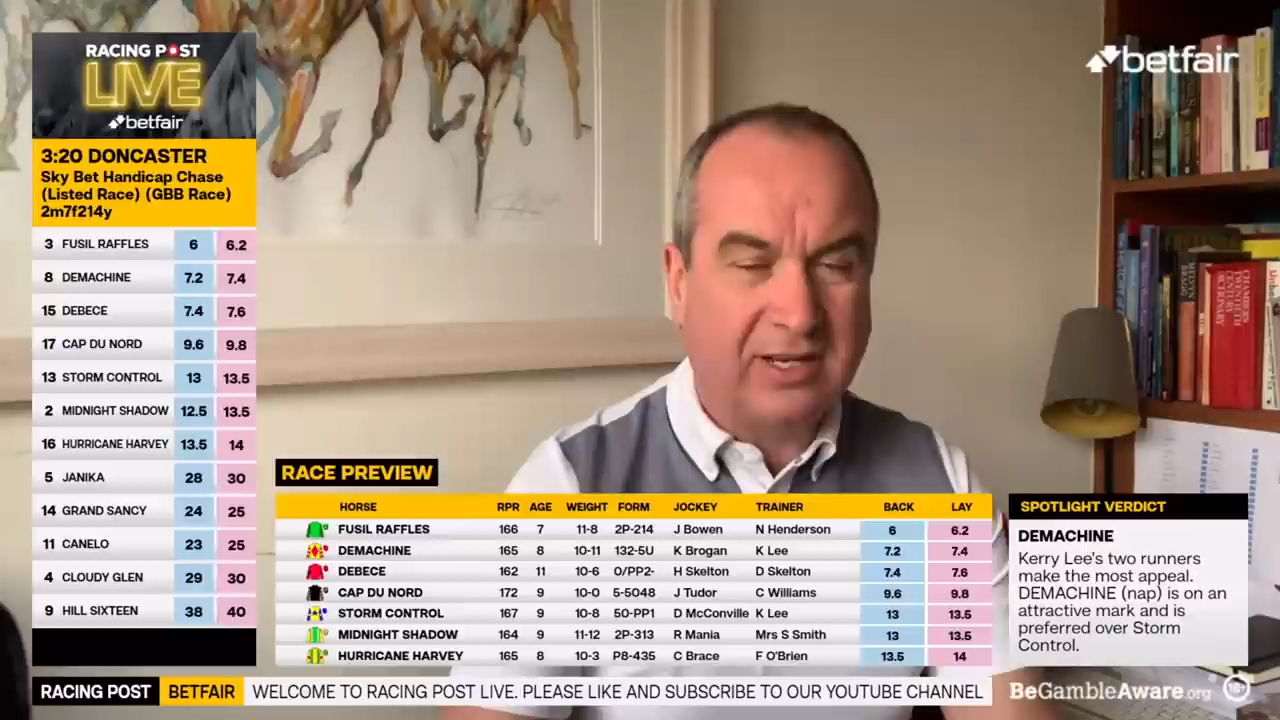 RACING POST
LIVE
betfair
3:20 DONCASTER
Sky Bet Handicap Chase
(Listed Race) (GBB Race)
2m7f214y
3 FUSIL RAFFLES 6 6.2
8 DEMACHINE 7.2 7.4
15 DEBECE 7.4 7.6
17 CAP DU NORD 9.6 9.8
13 STORM CONTROL 13 13.5
2 MIDNIGHT SHADOW 12.5 13.5
16 HURRICANE HARVEY 13.5 14
5 JANIKA 28 30
14 GRAND SANCY 24 25
11 CANELO 23 25
4 CLOUDY GLEN 29 30
9 HILL SIXTEEN 38 40
betfair
MELVYN
BRAGG
CHAMBERS
TWENTIETH
CENTURY
DICTIONARY
RACE PREVIEW
HORSE RPR AGE WEIGHT FORM JOCKEY TRAINER BACK LAY
FUSIL RAFFLES 166 7 11-8 2P-214 J Bowen N Henderson 6 6.2
DEMACHINE 165 8 10-11 132-5U K Brogan K Lee 7.2 7.4
DEBECE 162 11 10-6 0/PP2- H Skelton D Skelton 7.4 7.6
CAP DU NORD 172 9 10-0 5-5048 J Tudor C Williams 9.6 9.8
STORM CONTROL 167 9 10-8 50-PP1 D McConville K Lee 13 13.5
MIDNIGHT SHADOW 164 9 11-12 2P-313 R Mania Mrs S Smith 13 13.5
HURRICANE HARVEY 165 8 10-3 P8-435 C Brace F O'Brien 13.5 14
SPOTLIGHT VERDICT
DEMACHINE
Kerry Lee's two runners
make the most appeal.
DEMACHINE (nap) is on an
attractive mark and is
preferred over Storm
Control.
RACING POST BETFAIR WELCOME TO RACING POST LIVE. PLEASE LIKE AND SUBSCRIBE TO OUR YOUTUBE CHANNEL
BeGambleAware.org 18+